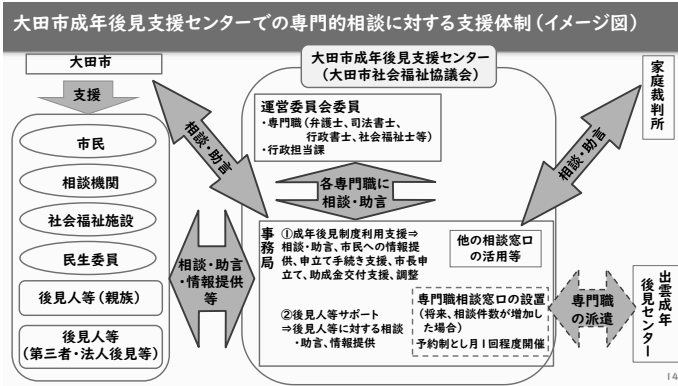 大田市成年後見支援センターでの専門的相談に対する支援体制（イメージ図）
大田市
支援
市民
相談機関
社会福祉施設
民生委員
後見人等（親族）
後見人等
（第三者・法人後見等）
相談・助言
相談・助言
・情報提供
等
大田市成年後見支援センター
（大田市社会福祉協議会）
運営委員会委員
・専門職（弁護士、司法書士、
行政書士、社会福祉士等）
・行政担当課
各専門職に
相談・助言
事務局
①成年後見制度利用支援⇒
相談・助言、市民への情報提
供、申立て手続き支援、市長申
立て、助成金交付支援、調整
②後見人等サポート
⇒後見人等に対する相談
・助言、情報提供
他の相談窓口
の活用等
専門職相談窓口の設置
（将来、相談件数が増加し
た場合）
予約制とし月1回程度開催
相談・助言
家庭裁判所
専門職
の派遣
出雲成年
後見センター
14